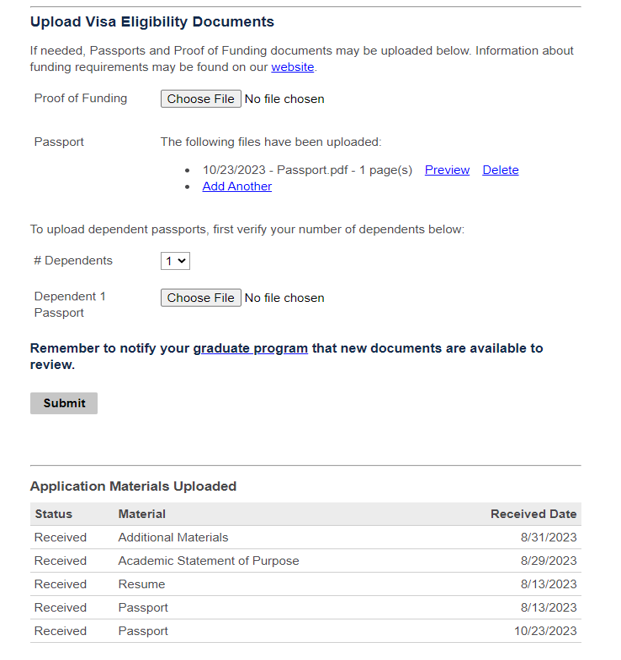 Upload Visa Eligibility Documents
If needed, Passports and Proof of Funding documents may be uploaded below. Information about
funding requirements may be found on our website.
Proof of Funding Choose File No file chosen
Passport The following files have been uploaded:
• 10/23/2023 - Passport.pdf - 1 page(s) Preview Delete
• Add Another
To upload dependent passports, first verify your number of dependents below:
# Dependents 1
Dependent 1 Choose File No file chosen
Passport
Remember to notify your graduate program that new documents are available to
review.
Submit
Application Materials Uploaded
Status Material Received Date
Received Additional Materials 8/31/2023
Received Academic Statement of Purpose 8/29/2023
Received Resume 8/13/2023
Received Passport 8/13/2023
Received Passport 10/23/2023